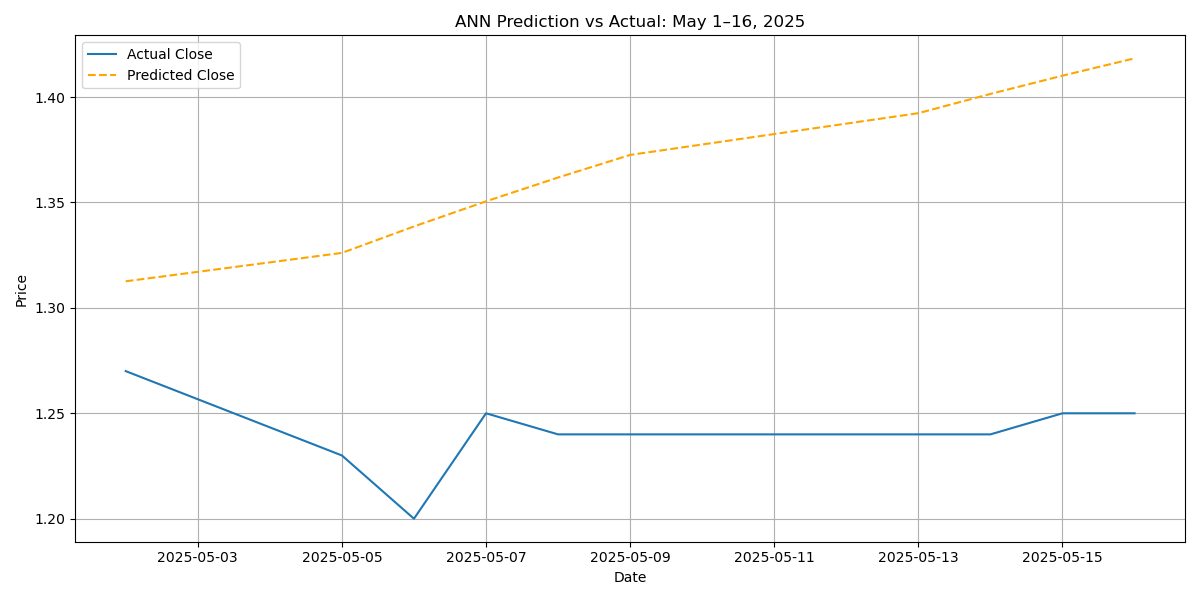 ANN Prediction vs Actual: May 1–16, 2025
Actual Close
Predicted Close
Price
1.40
1.35
1.30
1.25
1.20
2025-05-03 2025-05-05 2025-05-07 2025-05-09 2025-05-11 2025-05-13 2025-05-15
Date